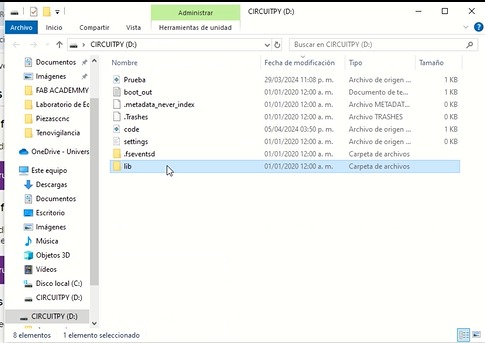 Administrar
CIRCUITPY (D:)
Archivo
Inicio
Compartir
Vista
Herramientas de unidad
CIRCUITPY (D:)
Buscar en CIRCUITPY (D:)
Documentos
Imágenes
FAB ACADEMMY
Laboratorio de Ec
Piezasccnc
Tenovigilancia
OneDrive - Univers
Este equipo
Descargas
Documentos
Escritorio
Imágenes
Música
Objetos 3D
Vídeos
Disco local (C:)
CIRCUITPY (D:)
CIRCUITPY (D:)
Nombre Fecha de modificación Tipo Tamaño
Prueba 29/03/2024 11:08 p. m. Archivo de origen ... 1 KB
boot_out 01/01/2020 12:00 a. m. Documento de te... 1 KB
.metadata_never_index 01/01/2020 12:00 a. m. Archivo METADAT... 0 KB
.Trashes 01/01/2020 12:00 a. m. Archivo TRASHES 0 KB
code 05/04/2024 03:50 p. m. Archivo de origen ... 1 KB
settings 01/01/2020 12:00 a. m. Archivo de origen ... 0 KB
.fseventsd 01/01/2020 12:00 a. m. Carpeta de archivos
lib 01/01/2020 12:00 a. m. Carpeta de archivos
8 elementos 1 elemento seleccionado